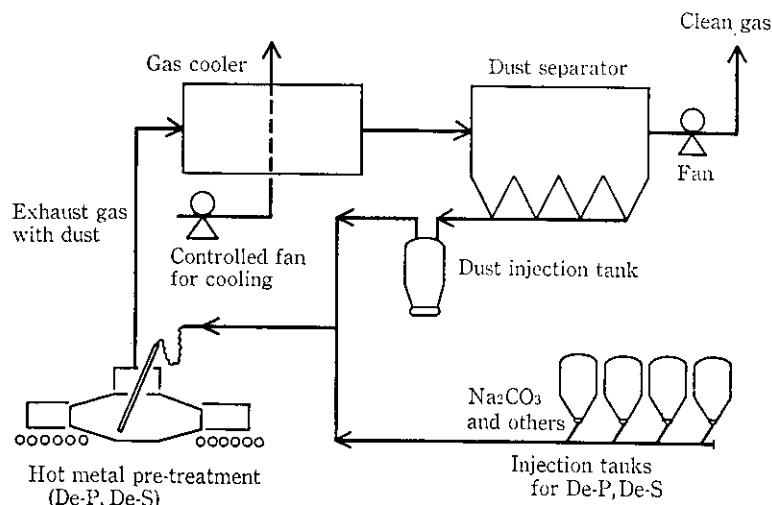 Clean gas
Gas cooler
Dust separator
Fan
Exhaust gas
with dust
Controlled fan
for cooling
Dust injection tank
Na₂CO₃
and others
Injection tanks
for De-P, De-S
Hot metal pre-treatment
(De-P, De-S)